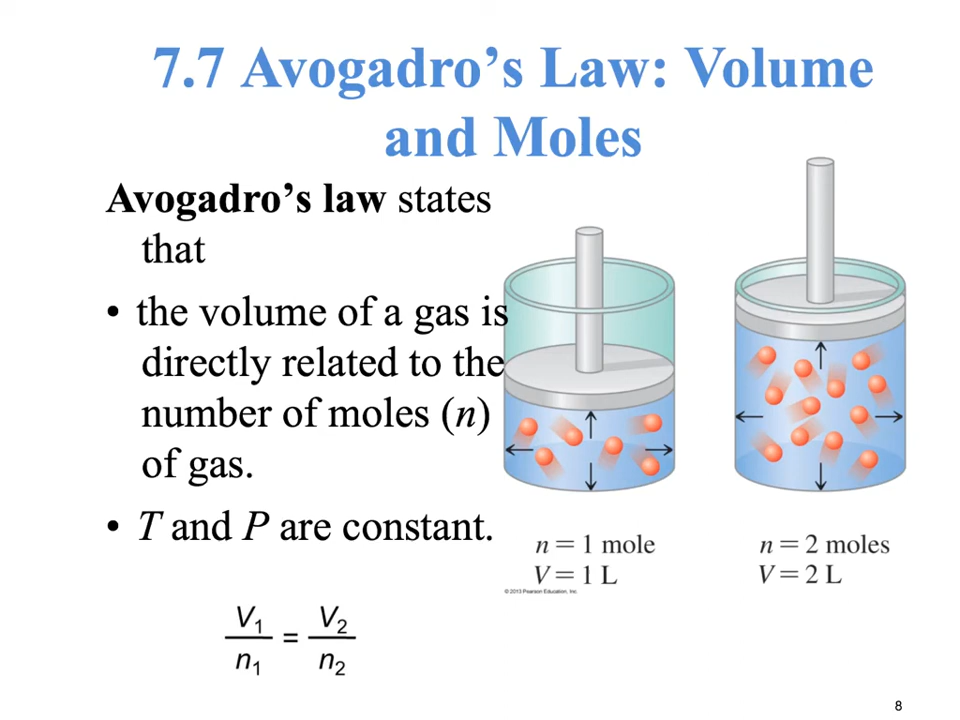 7.7 Avogadro’s Law: Volume
and Moles
Avogadro’s law states
that
• the volume of a gas is
directly related to the
number of moles (n)
of gas.
• T and P are constant.
V₁/n₁ = V₂/n₂
n = 1 mole
V = 1 L
© 2013 Pearson Education, Inc.
n = 2 moles
V = 2 L
8